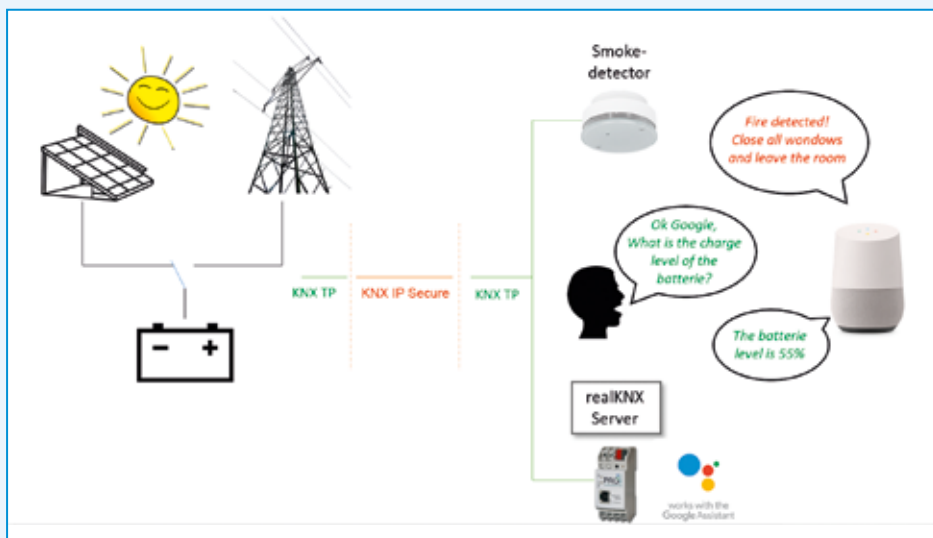 Smoke-
detector
Fire detected!
Close all wondows
and leave the room
Ok Google,
What is the charge
level of the
batterie?
KNX TP
KNX IP Secure
KNX TP
The batterie
level is 55%
realKNX
Server
works with the
Google Assistant